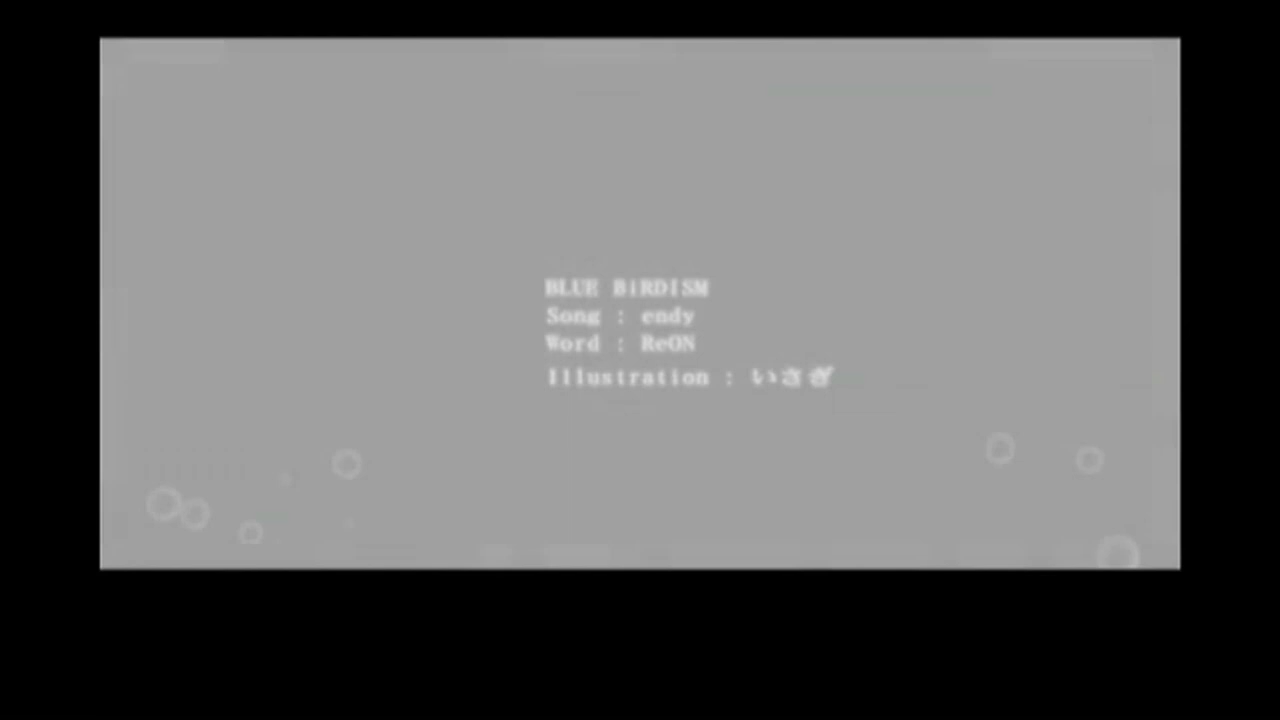 BLUE BiRDISM
Song : endy
Word : ReON
Illustration : いさぎ